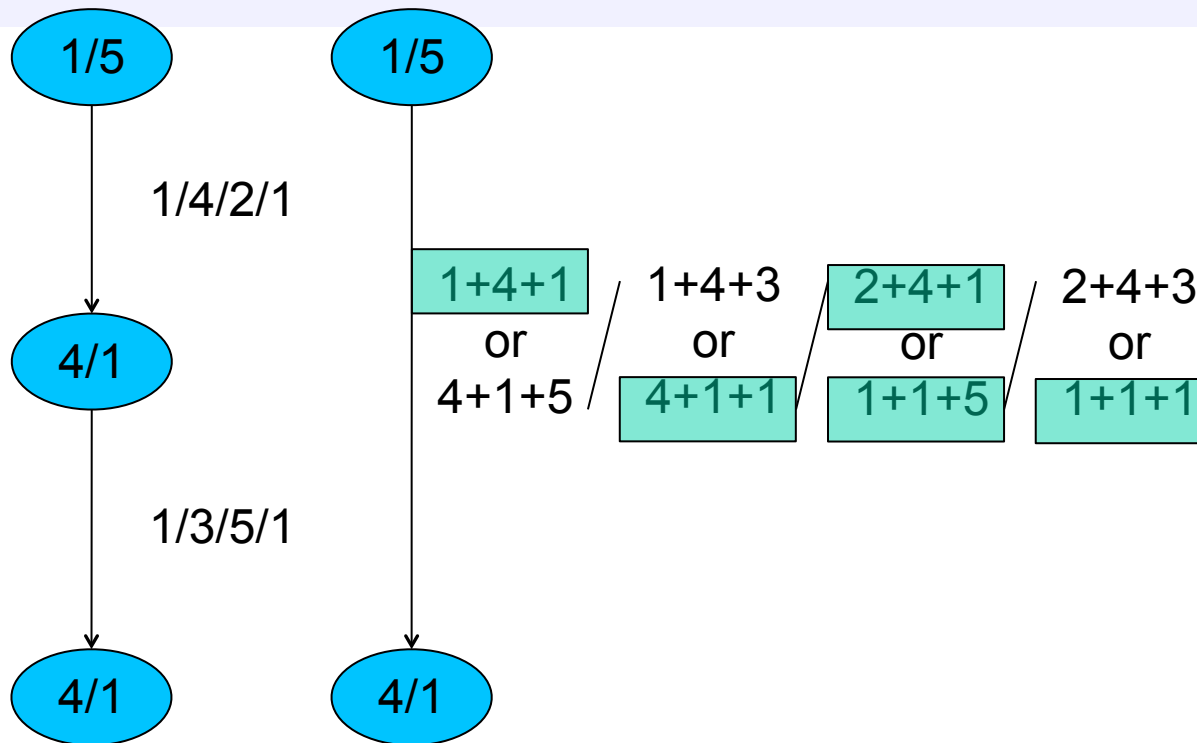 1/5
1/5
1/4/2/1
1+4+1 / 1+4+3 / 2+4+1 / 2+4+3
or or or or
4+1+5 4+1+1 1+1+5 1+1+1
4/1
1/3/5/1
4/1
4/1